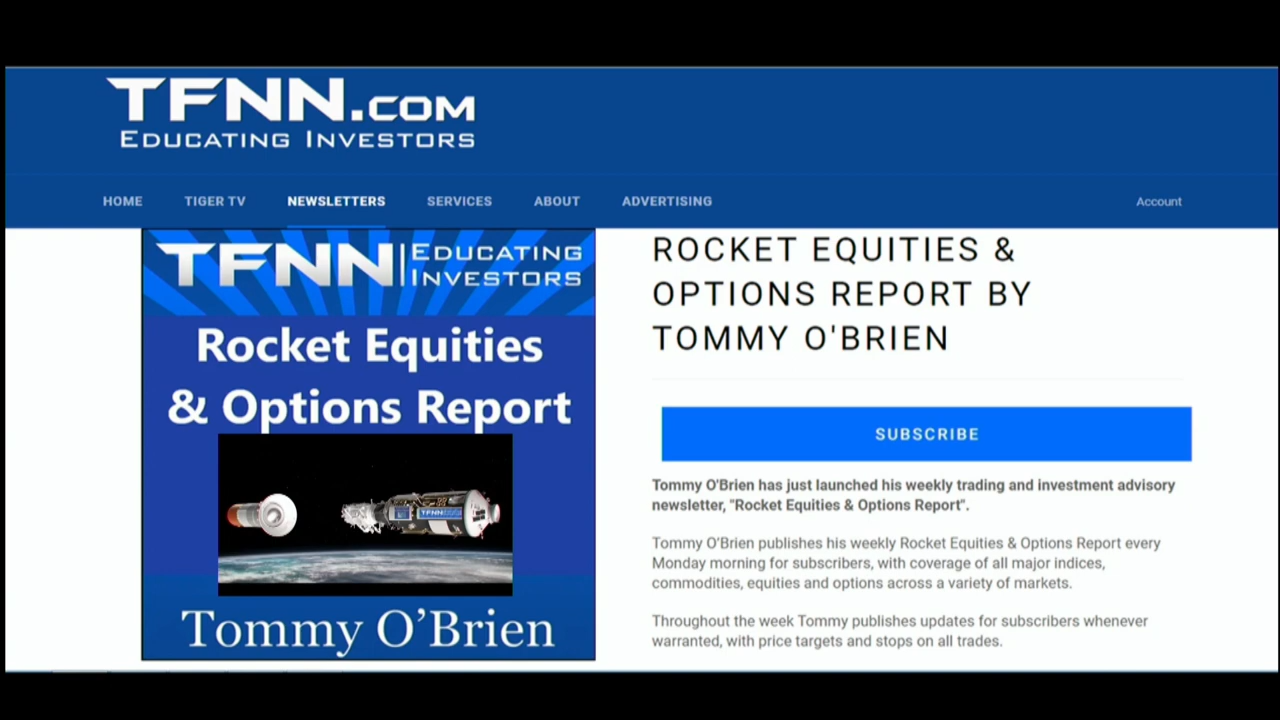 TFNN.COM
EDUCATING INVESTORS
HOME TIGER TV NEWSLETTERS SERVICES ABOUT ADVERTISING Account
TFNN EDUCATING
INVESTORS
Rocket Equities
& Options Report
TFNN
Tommy O’Brien
ROCKET EQUITIES &
OPTIONS REPORT BY
TOMMY O'BRIEN
SUBSCRIBE
Tommy O'Brien has just launched his weekly trading and investment advisory
newsletter, "Rocket Equities & Options Report".
Tommy O’Brien publishes his weekly Rocket Equities & Options Report every
Monday morning for subscribers, with coverage of all major indices,
commodities, equities and options across a variety of markets.
Throughout the week Tommy publishes updates for subscribers whenever
warranted, with price targets and stops on all trades.